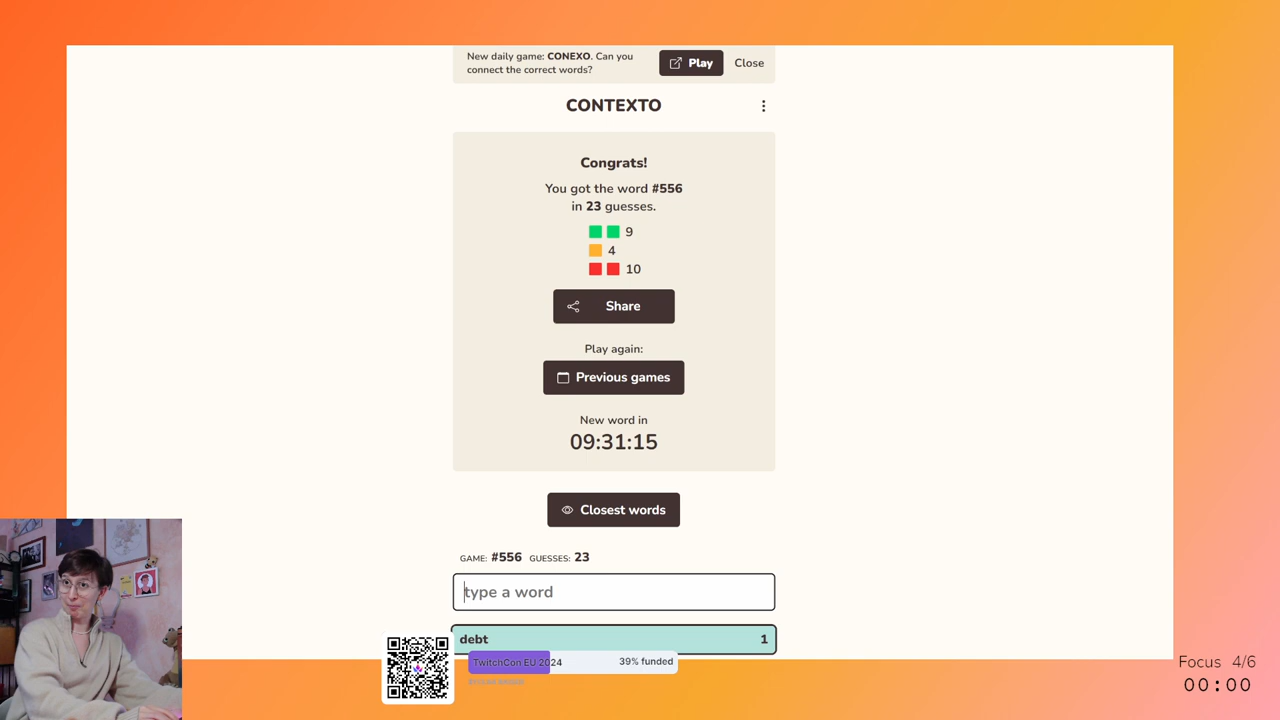 New daily game: CONEXO. Can you
connect the correct words?
Play
Close
CONTEXTO
Congrats!
You got the word #556
in 23 guesses.
9
4
10
Share
Play again:
Previous games
New word in
09:31:15
Closest words
GAME: #556 GUESSES: 23
type a word
debt 1
TwitchCon EU 2024 39% funded
Focus 4/6
00:00